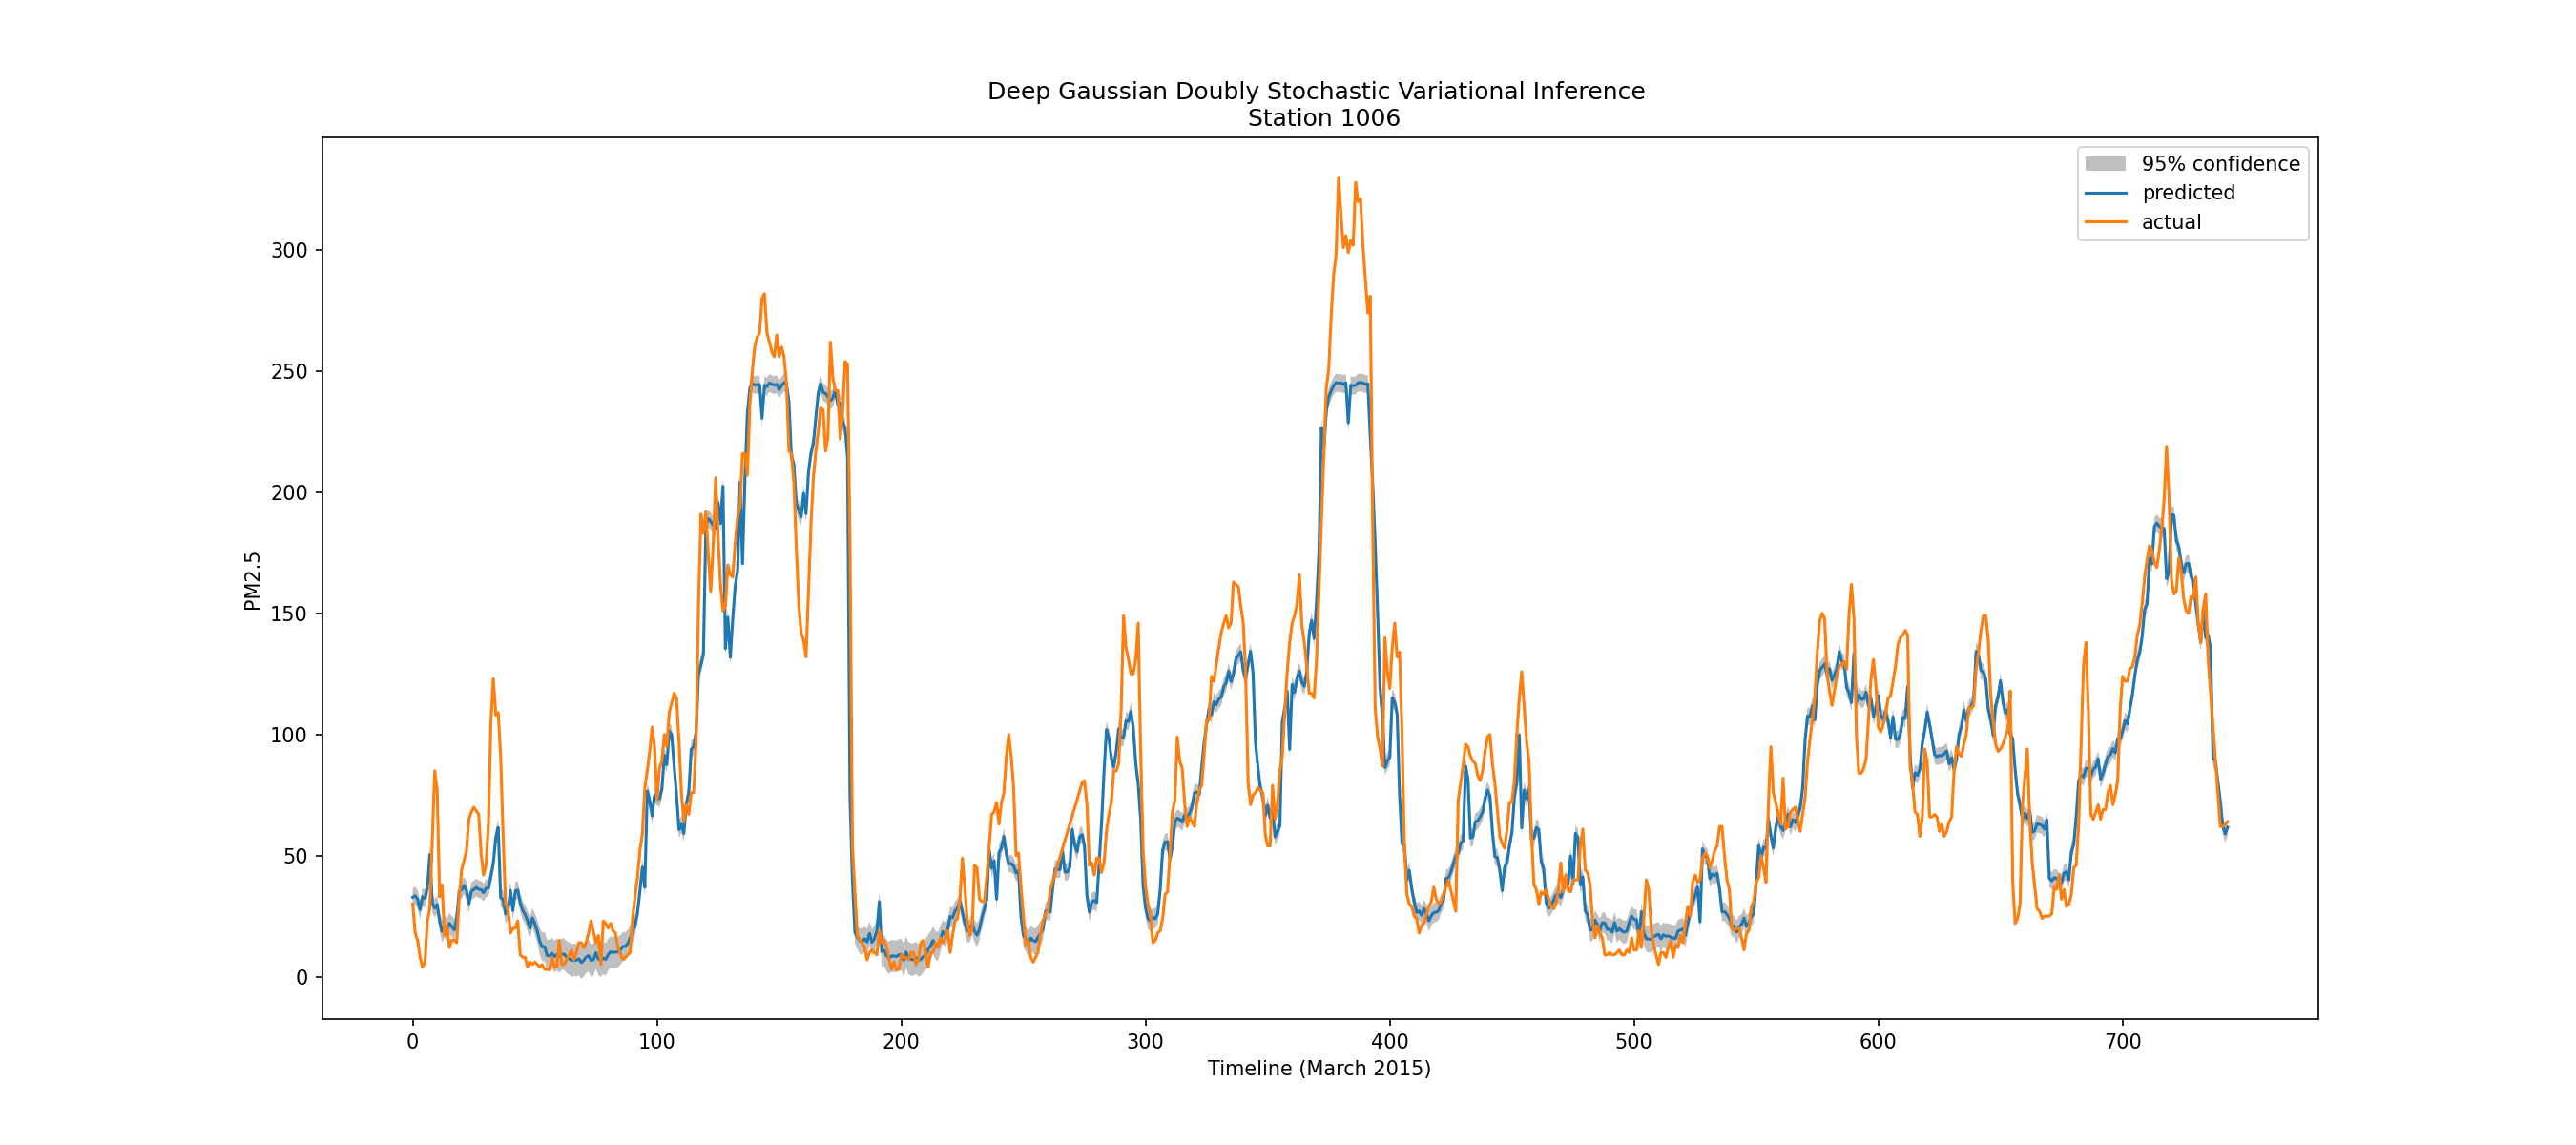 Deep Gaussian Doubly Stochastic Variational Inference
Station 1006
95% confidence
predicted
actual
PM2.5
300
250
200
150
100
50
0
0 100 200 300 400 500 600 700
Timeline (March 2015)